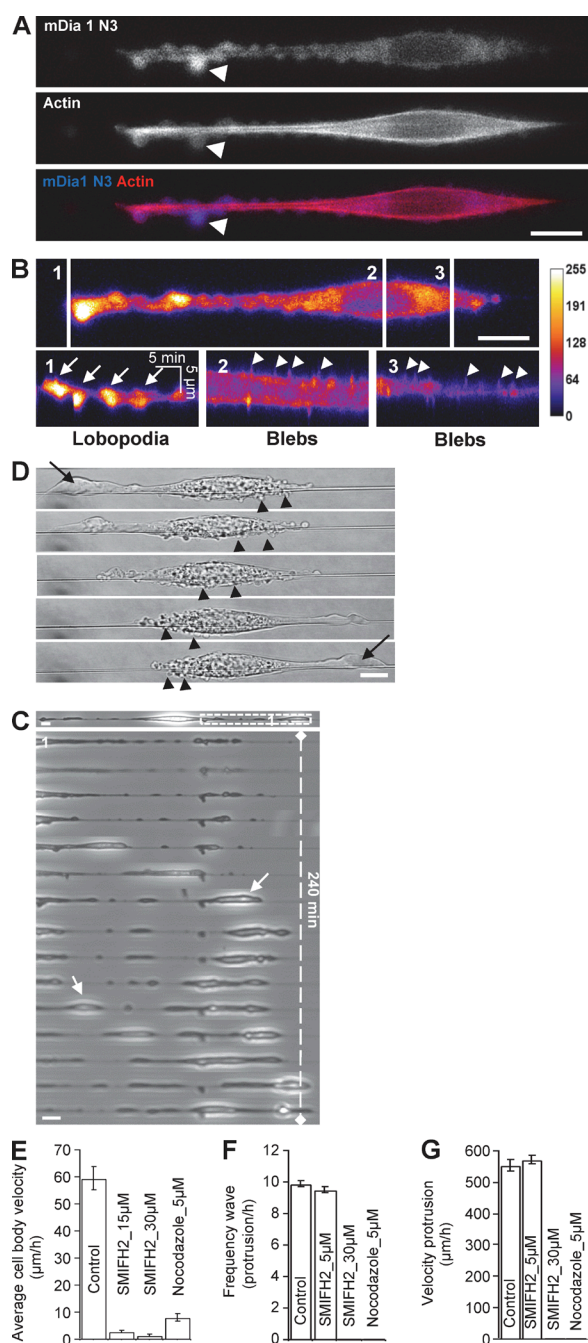 A
mDia 1 N3
Actin
mDia1 N3 Actin
B
1
2
3
255
192
128
64
0
1
5 min
5 µm
2
3
Lobopodia
Blebs
Blebs
D
C
1
1
240 min
E
Average cell body velocity
(µm/h)
70
60
50
40
30
20
10
0
Control
SMIFH2_15µM
SMIFH2_30µM
Nocodazole_5µM
F
Frequency wave
(protrusion/h)
12
10
8
6
4
2
0
Control
SMIFH2_5µM
SMIFH2_30µM
Nocodazole_5µM
G
Velocity protrusion
(µm/h)
600
500
400
300
200
100
0
Control
SMIFH2_5µM
SMIFH2_30µM
Nocodazole_5µM